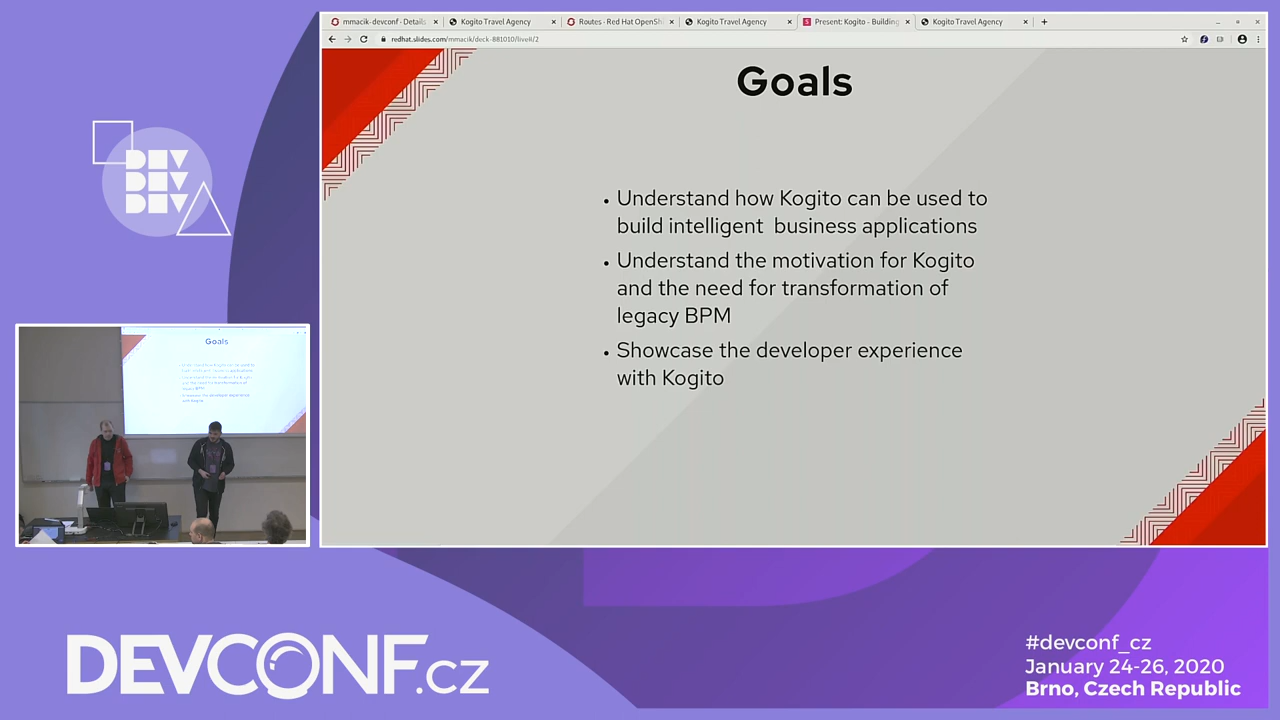 mmacik-devconf - Details
Kogito Travel Agency
Routes · Red Hat OpenShi
Kogito Travel Agency
Present: Kogito - Building
Kogito Travel Agency
redhat.slides.com/mmacik/deck-881010/live#/2
Goals
• Understand how Kogito can be used to
build intelligent business applications
• Understand the motivation for Kogito
and the need for transformation of
legacy BPM
• Showcase the developer experience
with Kogito
DEV
DEV
DEV
Goals
DEVCONF.cz
#devconf_cz
January 24-26, 2020
Brno, Czech Republic